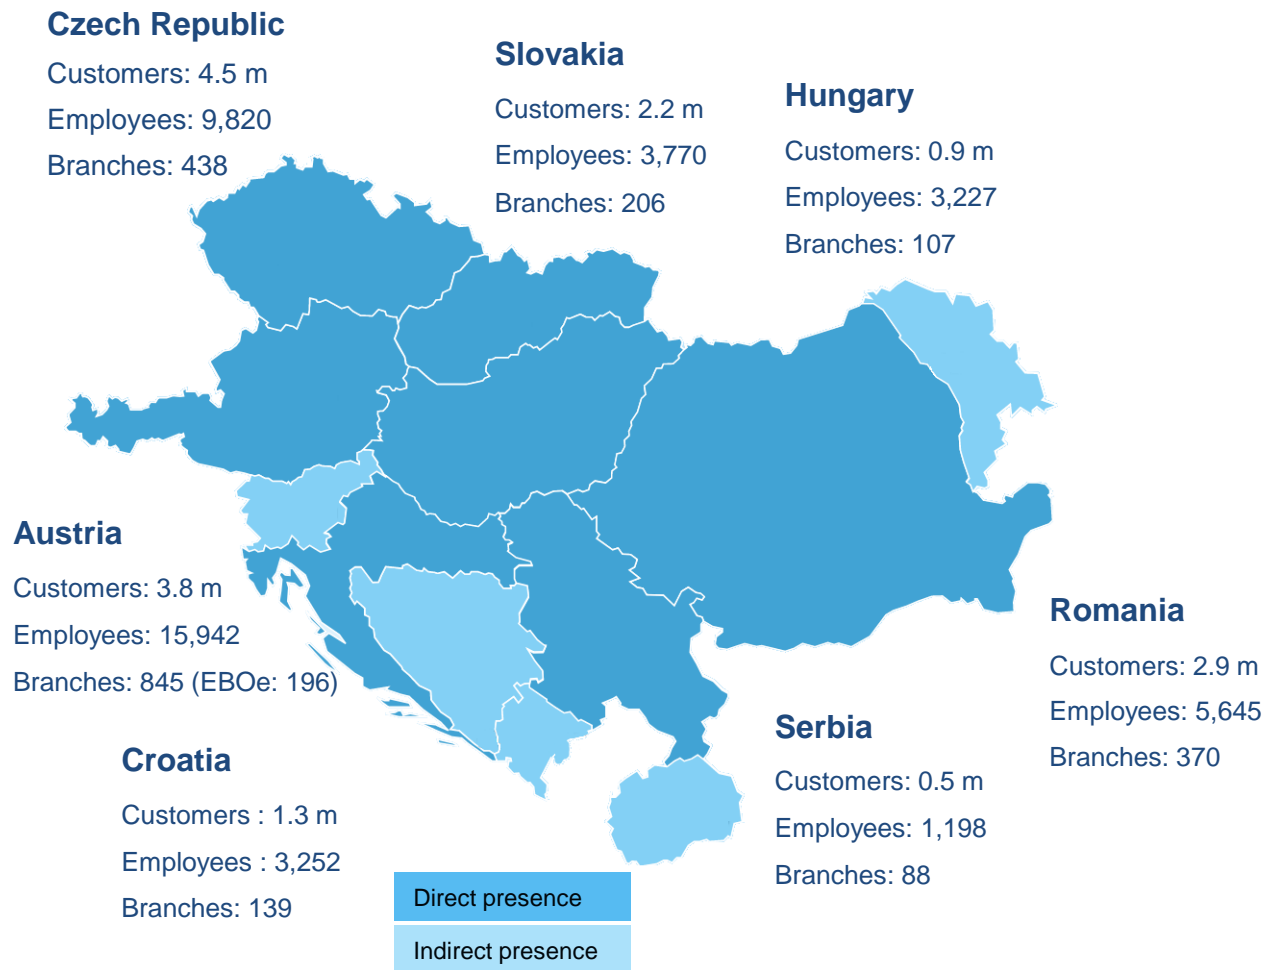 Czech Republic
Customers: 4.5 m
Employees: 9,820
Branches: 438
Slovakia
Customers: 2.2 m
Employees: 3,770
Branches: 206
Hungary
Customers: 0.9 m
Employees: 3,227
Branches: 107
Austria
Customers: 3.8 m
Employees: 15,942
Branches: 845 (EBOe: 196)
Romania
Customers: 2.9 m
Employees: 5,645
Branches: 370
Serbia
Customers: 0.5 m
Employees: 1,198
Branches: 88
Croatia
Customers : 1.3 m
Employees : 3,252
Branches: 139
Direct presence
Indirect presence